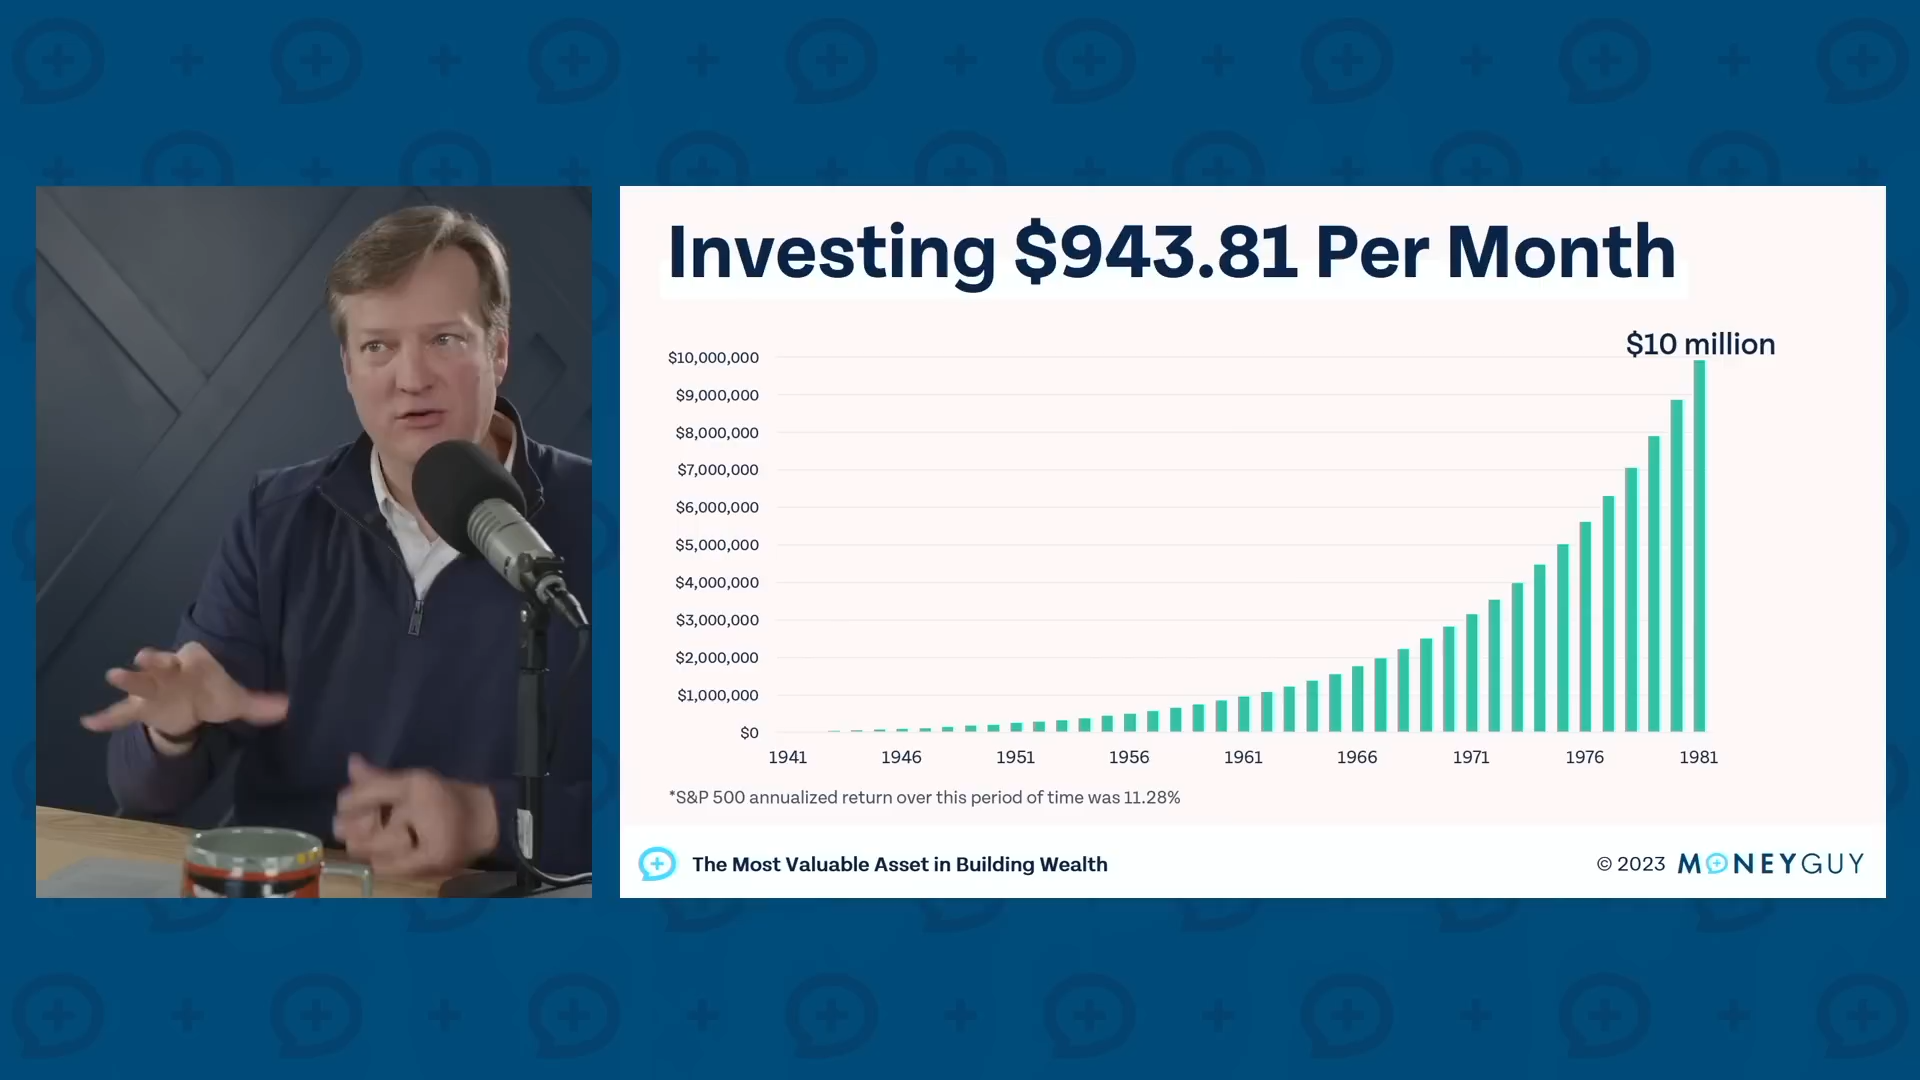 Investing $943.81 Per Month
$10 million
$10,000,000
$9,000,000
$8,000,000
$7,000,000
$6,000,000
$5,000,000
$4,000,000
$3,000,000
$2,000,000
$1,000,000
$0
1941 1946 1951 1956 1961 1966 1971 1976 1981
*S&P 500 annualized return over this period of time was 11.28%
The Most Valuable Asset in Building Wealth
© 2023 MONEYGUY